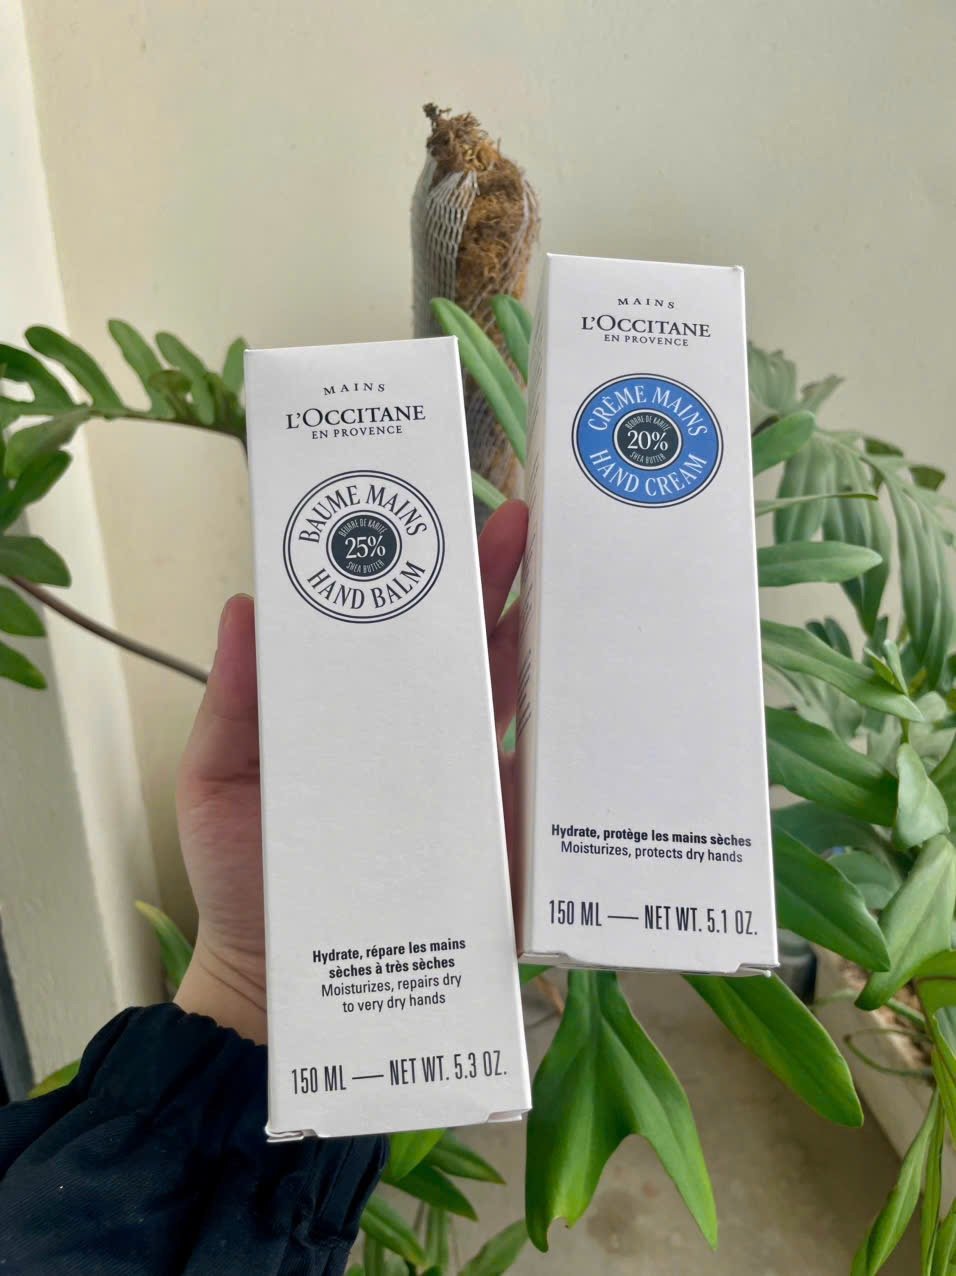 MAINS
L'OCCITANE
EN PROVENCE
BAUME MAINS
BEURRE DE KARITÉ
25%
SHEA BUTTER
HAND BALM
Hydrate, répare les mains
sèches à très sèches
Moisturizes, repairs dry
to very dry hands
150 ML — NET WT. 5.3 OZ.
MAINS
L'OCCITANE
EN PROVENCE
CRÈME MAINS
BEURRE DE KARITÉ
20%
SHEA BUTTER
HAND CREAM
Hydrate, protège les mains sèches
Moisturizes, protects dry hands
150 ML — NET WT. 5.1 OZ.